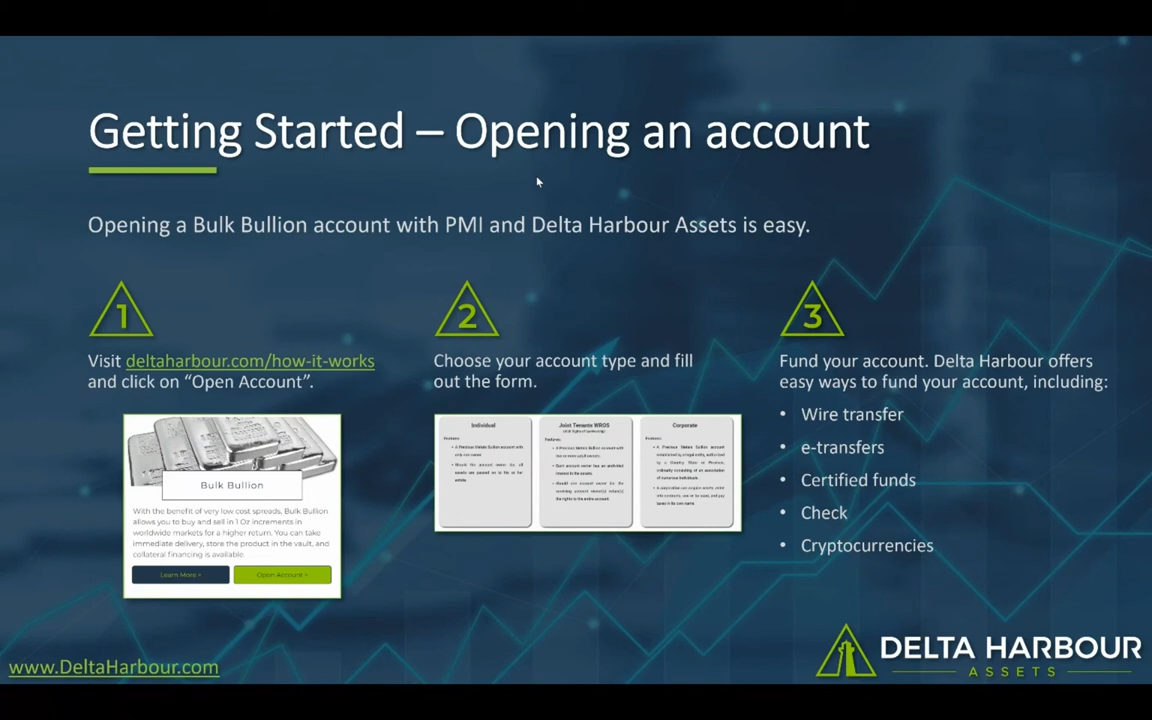 Getting Started – Opening an account
Opening a Bulk Bullion account with PMI and Delta Harbour Assets is easy.
1
Visit deltaharbour.com/how-it-works
and click on “Open Account”.
Bulk Bullion
With the benefit of very low cost spreads, Bulk Bullion
allows you to buy and sell in 1 Oz increments in
worldwide markets for a higher return. You can take
immediate delivery, store the product in the vault, and
collateral financing is available.
Learn More »
Open Account »
2
Choose your account type and fill
out the form.
Individual
Features:
Joint Tenants WROS
Features:
Corporate
Features:
3
Fund your account. Delta Harbour offers
easy ways to fund your account, including:
• Wire transfer
• e-transfers
• Certified funds
• Check
• Cryptocurrencies
www.DeltaHarbour.com
DELTA HARBOUR
ASSETS